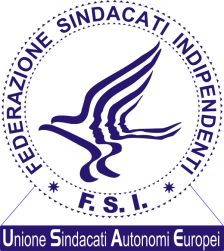 FEDERAZIONE SINDACATI INDIPENDENTI
F. S. I.
Unione Sindacati Autonomi Europei